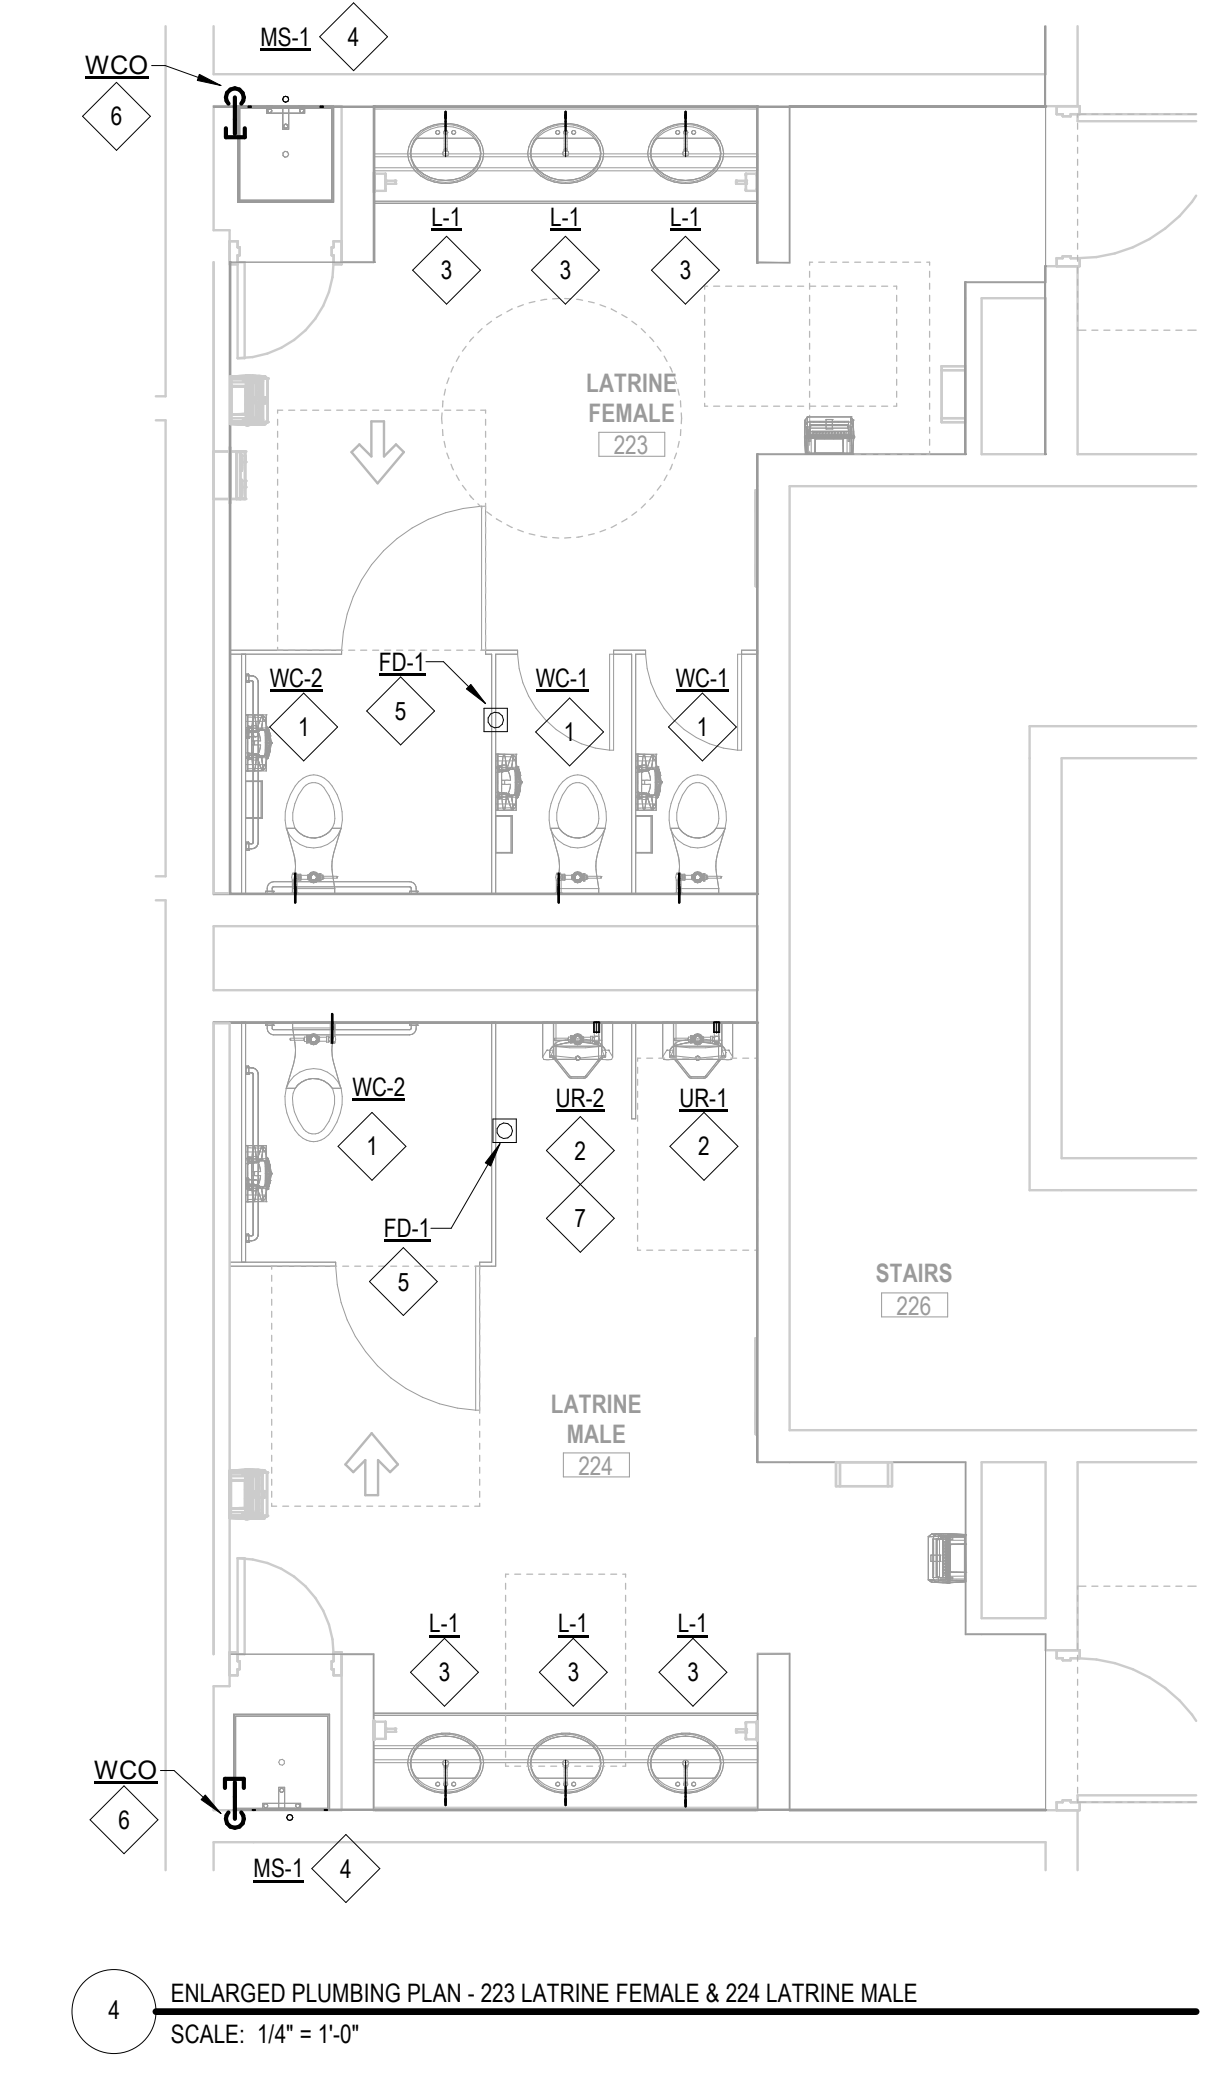 MS-1 4
WCO
6
L-1 L-1 L-1
3 3 3
LATRINE
FEMALE
223
WC-2 FD-1 WC-1 WC-1
1 5 1 1
WC-2 UR-2 UR-1
1 2 2
7
FD-1
5
STAIRS
226
LATRINE
MALE
224
L-1 L-1 L-1
3 3 3
WCO
6
MS-1 4
4
ENLARGED PLUMBING PLAN - 223 LATRINE FEMALE & 224 LATRINE MALE
SCALE: 1/4" = 1'-0"